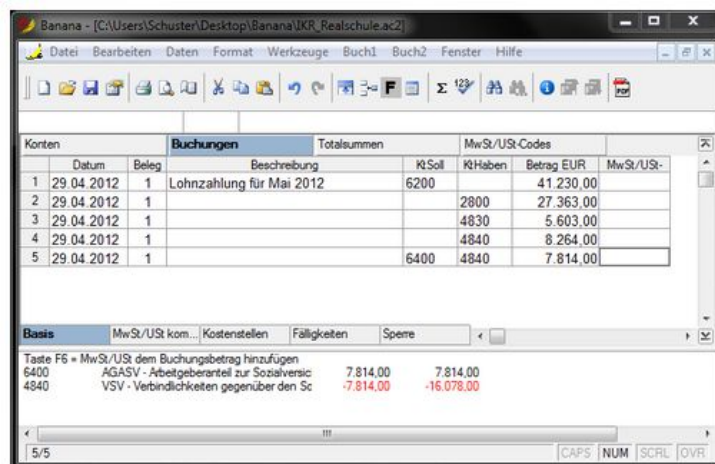 Banana - [C:\Users\Schuster\Desktop\Banana\IKR_Realschule.ac2]
Datei Bearbeiten Daten Format Werkzeuge Buch1 Buch2 Fenster Hilfe
F Σ 123 PDF
Konten Buchungen Totalsummen MwSt/USt-Codes
Datum Beleg Beschreibung KtSoll KtHaben Betrag EUR MwSt/USt-
1 29.04.2012 1 Lohnzahlung für Mai 2012 6200 41.230,00
2 29.04.2012 1 2800 27.363,00
3 29.04.2012 1 4830 5.603,00
4 29.04.2012 1 4840 8.264,00
5 29.04.2012 1 6400 4840 7.814,00
Basis MwSt/USt kom... Kostenstellen Fälligkeiten Sperre
Taste F6 = MwSt/USt dem Buchungsbetrag hinzufügen
6400 AGASV - Arbeitgeberanteil zur Sozialversic 7.814,00 7.814,00
4840 VSV - Verbindlichkeiten gegenüber den Sc -7.814,00 -16.078,00
5/5 CAPS NUM SCRL OVR